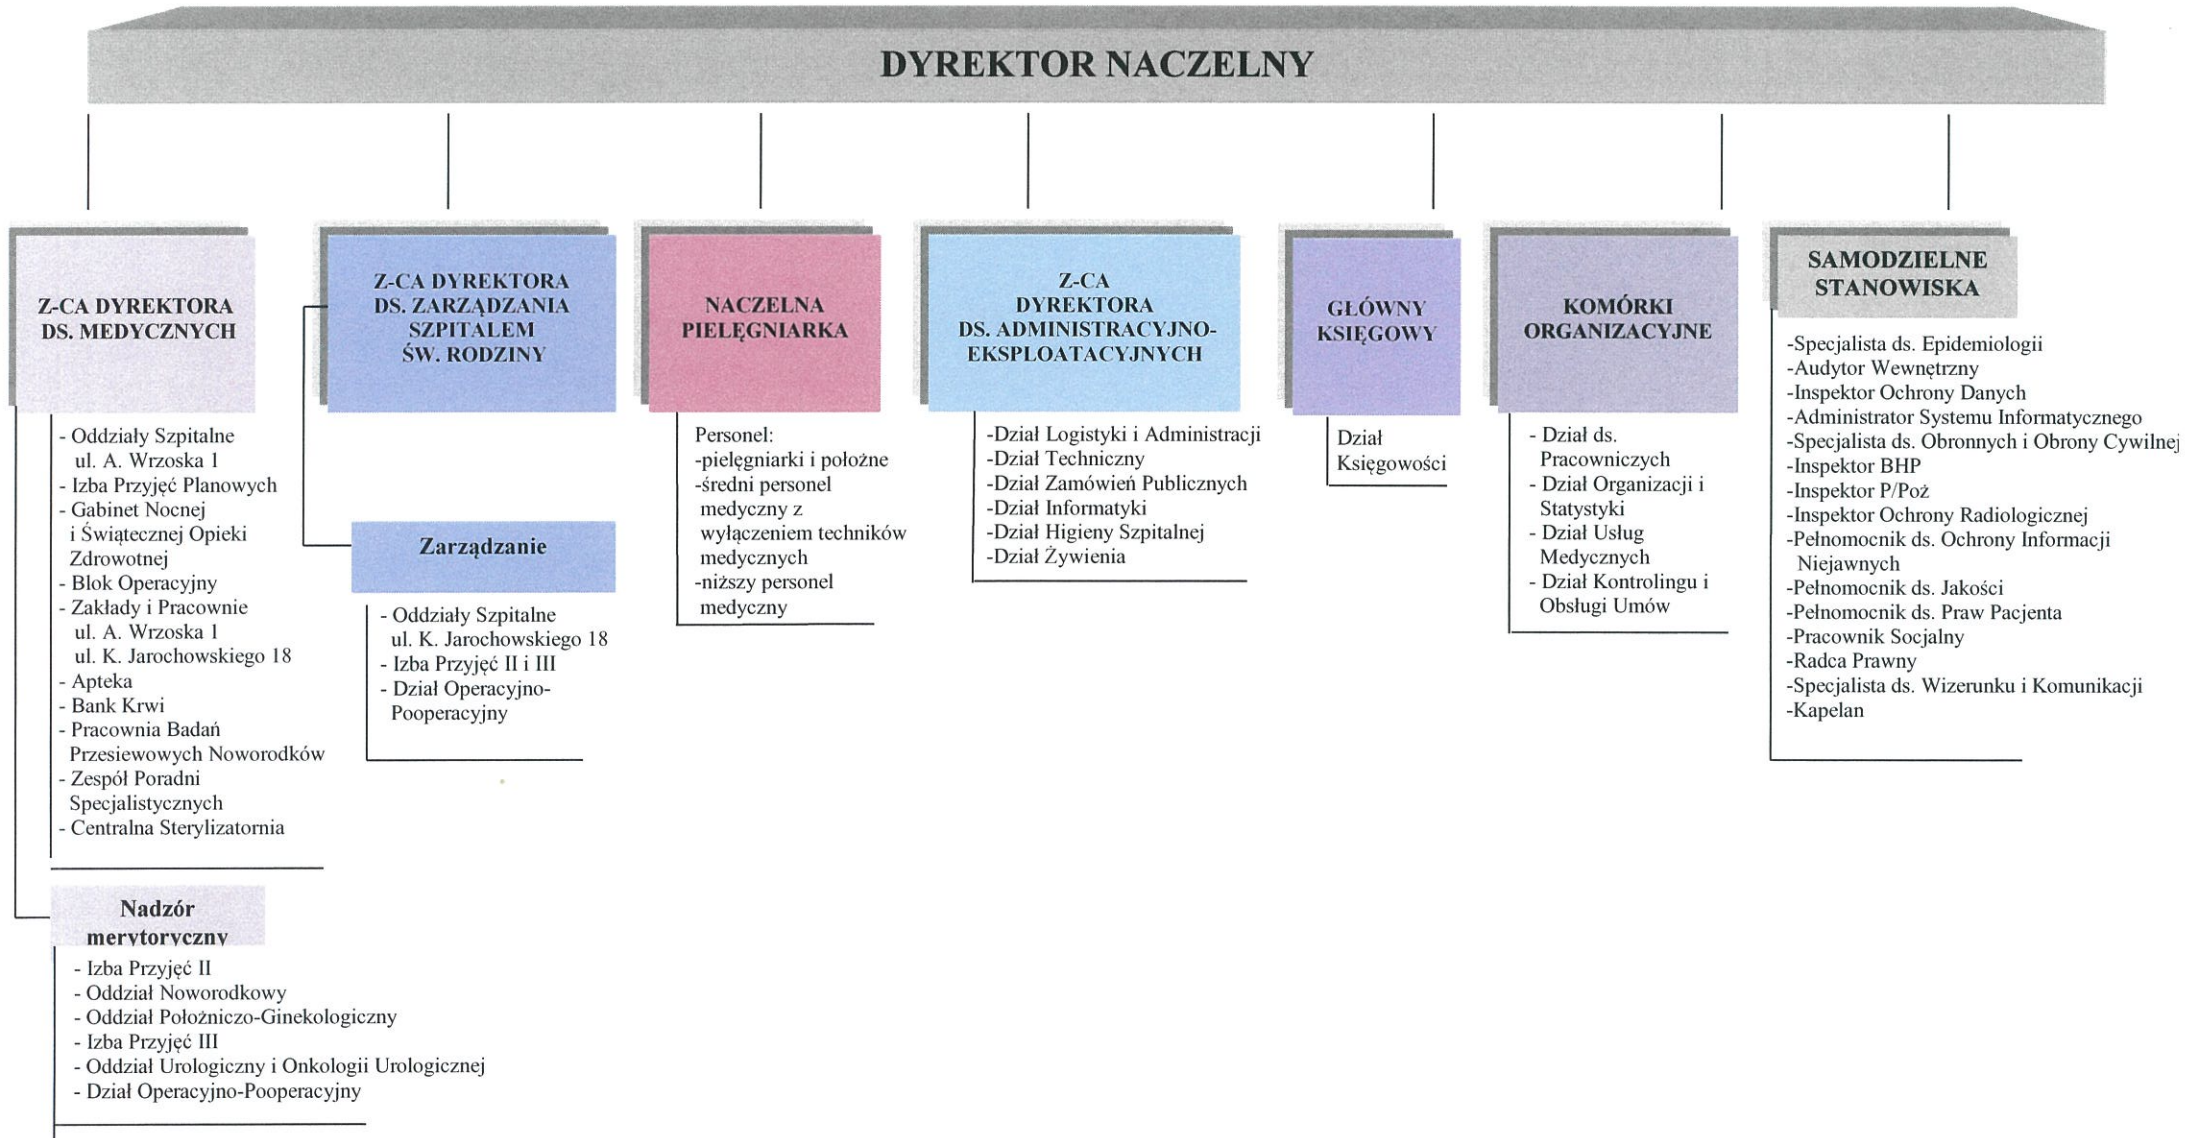 DYREKTOR NACZELNY
Z-CA DYREKTORA
DS. MEDYCZNYCH
- Oddziały Szpitalne
ul. A. Wrzoska 1
- Izba Przyjęć Planowych
- Gabinet Nocnej
i Świątecznej Opieki
Zdrowotnej
- Blok Operacyjny
- Zakłady i Pracownie
ul. A. Wrzoska 1
ul. K. Jarochowskiego 18
- Apteka
- Bank Krwi
- Pracownia Badań
Przesiewowych Noworodków
- Zespół Poradni
Specjalistycznych
- Centralna Sterylizatornia
Nadzór
merytoryczny
- Izba Przyjęć II
- Oddział Noworodkowy
- Oddział Położniczo-Ginekologiczny
- Izba Przyjęć III
- Oddział Urologiczny i Onkologii Urologicznej
- Dział Operacyjno-Pooperacyjny
Z-CA DYREKTORA
DS. ZARZĄDZANIA
SZPITALEM
ŚW. RODZINY
Zarządzanie
- Oddziały Szpitalne
ul. K. Jarochowskiego 18
- Izba Przyjęć II i III
- Dział Operacyjno-
Pooperacyjny
NACZELNA
PIELĘGNIARKA
Personel:
-pielęgniarki i położne
-średni personel
medyczny z
wyłączeniem techników
medycznych
-niższy personel
medyczny
Z-CA
DYREKTORA
DS. ADMINISTRACYJNO-
EKSPLOATACYJNYCH
-Dział Logistyki i Administracji
-Dział Techniczny
-Dział Zamówień Publicznych
-Dział Informatyki
-Dział Higieny Szpitalnej
-Dział Żywienia
GŁÓWNY
KSIĘGOWY
Dział
Księgowości
KOMÓRKI
ORGANIZACYJNE
- Dział ds.
Pracowniczych
- Dział Organizacji i
Statystyki
- Dział Usług
Medycznych
- Dział Kontrolingu i
Obsługi Umów
SAMODZIELNE
STANOWISKA
-Specjalista ds. Epidemiologii
-Audytor Wewnętrzny
-Inspektor Ochrony Danych
-Administrator Systemu Informatycznego
-Specjalista ds. Obronnych i Obrony Cywilnej
-Inspektor BHP
-Inspektor P/Poż
-Inspektor Ochrony Radiologicznej
-Pełnomocnik ds. Ochrony Informacji
Niejawnych
-Pełnomocnik ds. Jakości
-Pełnomocnik ds. Praw Pacjenta
-Pracownik Socjalny
-Radca Prawny
-Specjalista ds. Wizerunku i Komunikacji
-Kapelan